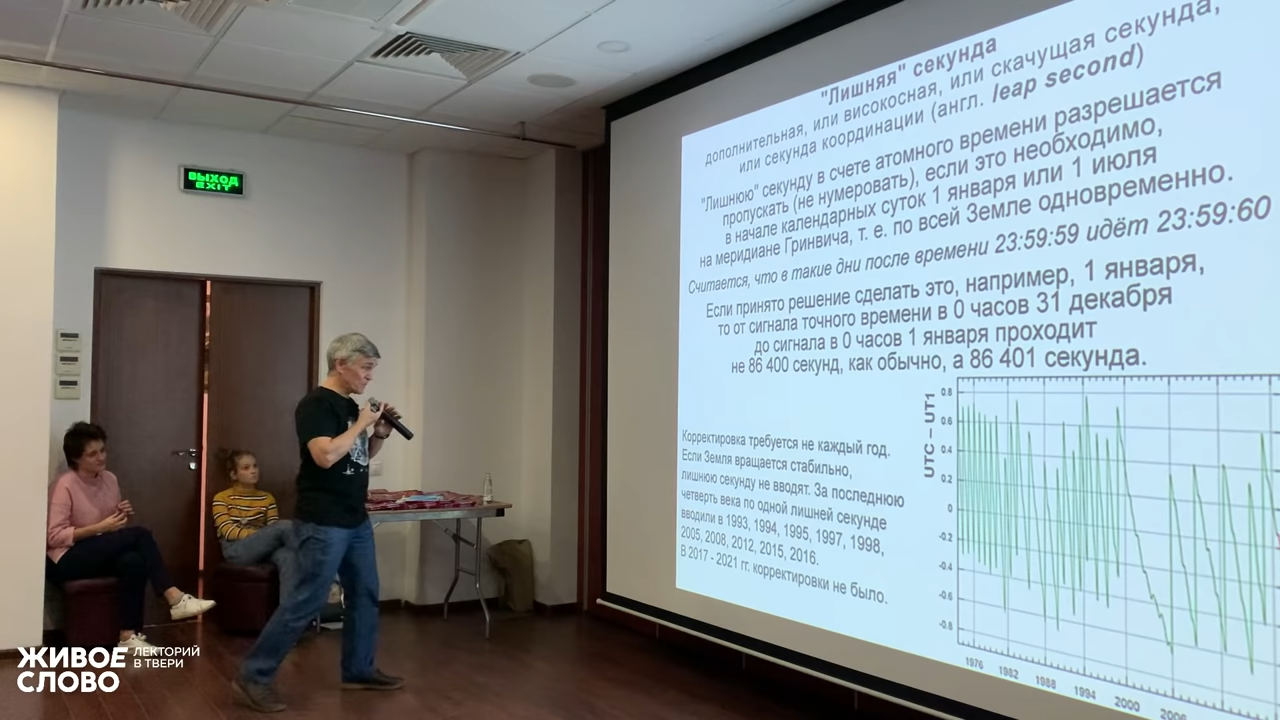 ВЫХОД
EXIT
"Лишняя" секунда
дополнительная, или високосная, или скачущая секунда,
или секунда координации (англ. leap second)
"Лишнюю" секунду в счете атомного времени разрешается
пропускать (не нумеровать), если это необходимо,
в начале календарных суток 1 января или 1 июля
на меридиане Гринвича, т. е. по всей Земле одновременно.
Считается, что в такие дни после времени 23:59:59 идёт 23:59:60
Если принято решение сделать это, например, 1 января,
то от сигнала точного времени в 0 часов 31 декабря
до сигнала в 0 часов 1 января проходит
не 86 400 секунд, как обычно, а 86 401 секунда.
Корректировка требуется не каждый год.
Если Земля вращается стабильно,
лишнюю секунду не вводят. За последнюю
четверть века по одной лишней секунде
вводили в 1993, 1994, 1995, 1997, 1998,
2005, 2008, 2012, 2015, 2016.
В 2017 - 2021 гг. корректировки не было.
UTC – UT1
0.8
0.6
0.4
0.2
0
-0.2
-0.4
-0.6
-0.8
1976 1982 1988 1994 2000 2006
ЖИВОЕ СЛОВО
ЛЕКТОРИЙ В ТВЕРИ